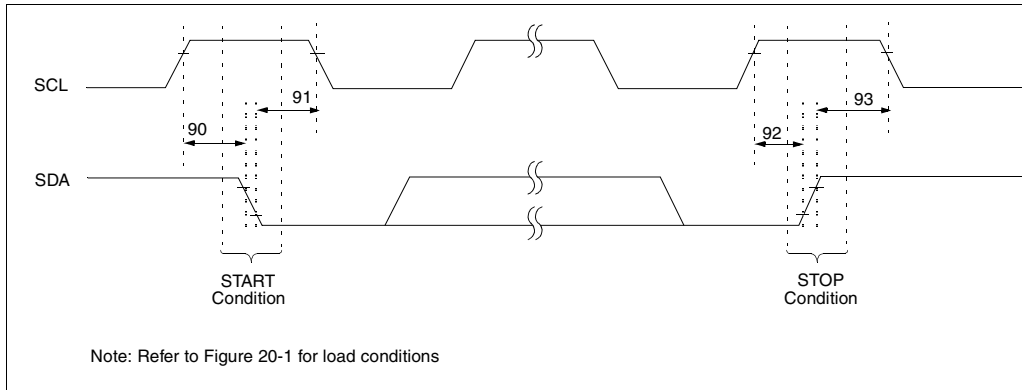 SCL
91
93
90
92
SDA
START
Condition
STOP
Condition
Note: Refer to Figure 20-1 for load conditions